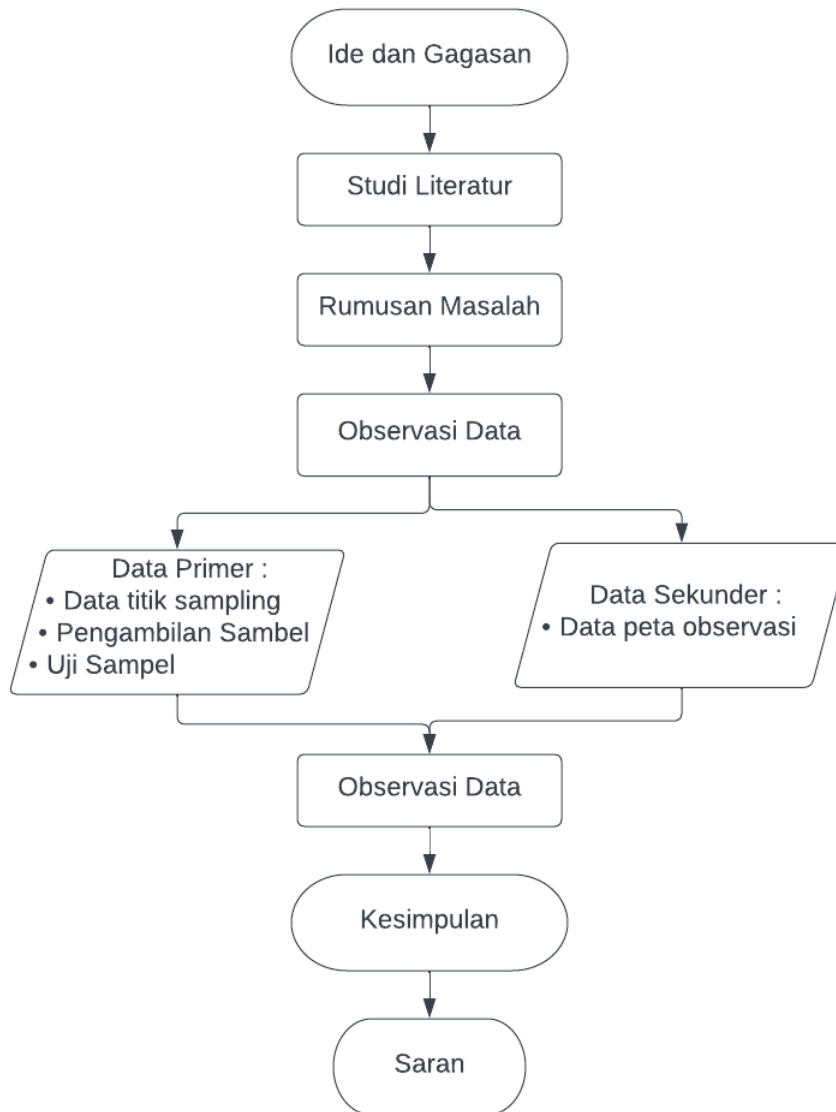 Ide dan Gagasan
Studi Literatur
Rumusan Masalah
Observasi Data
Data Primer :
• Data titik sampling
• Pengambilan Sambel
• Uji Sampel
Data Sekunder :
• Data peta observasi
Observasi Data
Kesimpulan
Saran